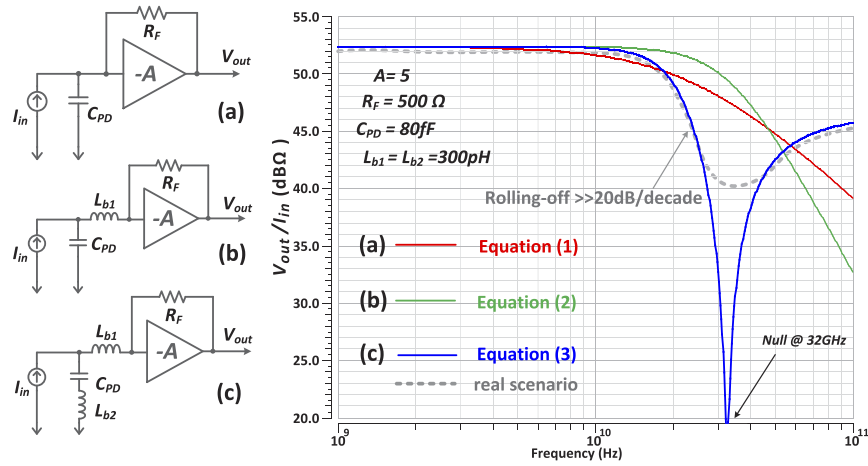 R_F
V_out
-A
I_in
C_PD
(a)
R_F
L_b1
V_out
-A
I_in
C_PD
(b)
R_F
L_b1
V_out
-A
I_in
C_PD
L_b2
(c)
V_out /I_in (dBΩ)
55.0
50.0
45.0
40.0
35.0
30.0
25.0
20.0
A= 5
R_F = 500 Ω
C_PD = 80fF
L_b1 = L_b2 =300pH
Rolling-off >>20dB/decade
(a) Equation (1)
(b) Equation (2)
(c) Equation (3)
real scenario
Null @ 32GHz
10^9
10^10
10^11
Frequency (Hz)